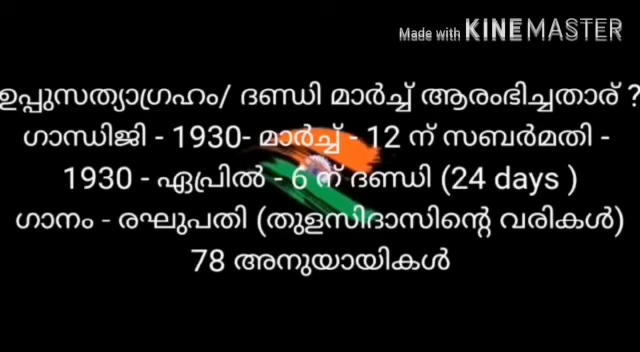 Made with KINEMASTER
ഉപ്പുസത്യാഗ്രഹം/ ദണ്ഡി മാർച്ച് ആരംഭിച്ചതാര് ?
ഗാന്ധിജി - 1930- മാർച്ച് - 12 ന് സബർമതി -
1930 - ഏപ്രിൽ - 6 ന് ദണ്ഡി (24 days )
ഗാനം - രഘുപതി (തുളസിദാസിന്റെ വരികൾ)
78 അനുയായികൾ